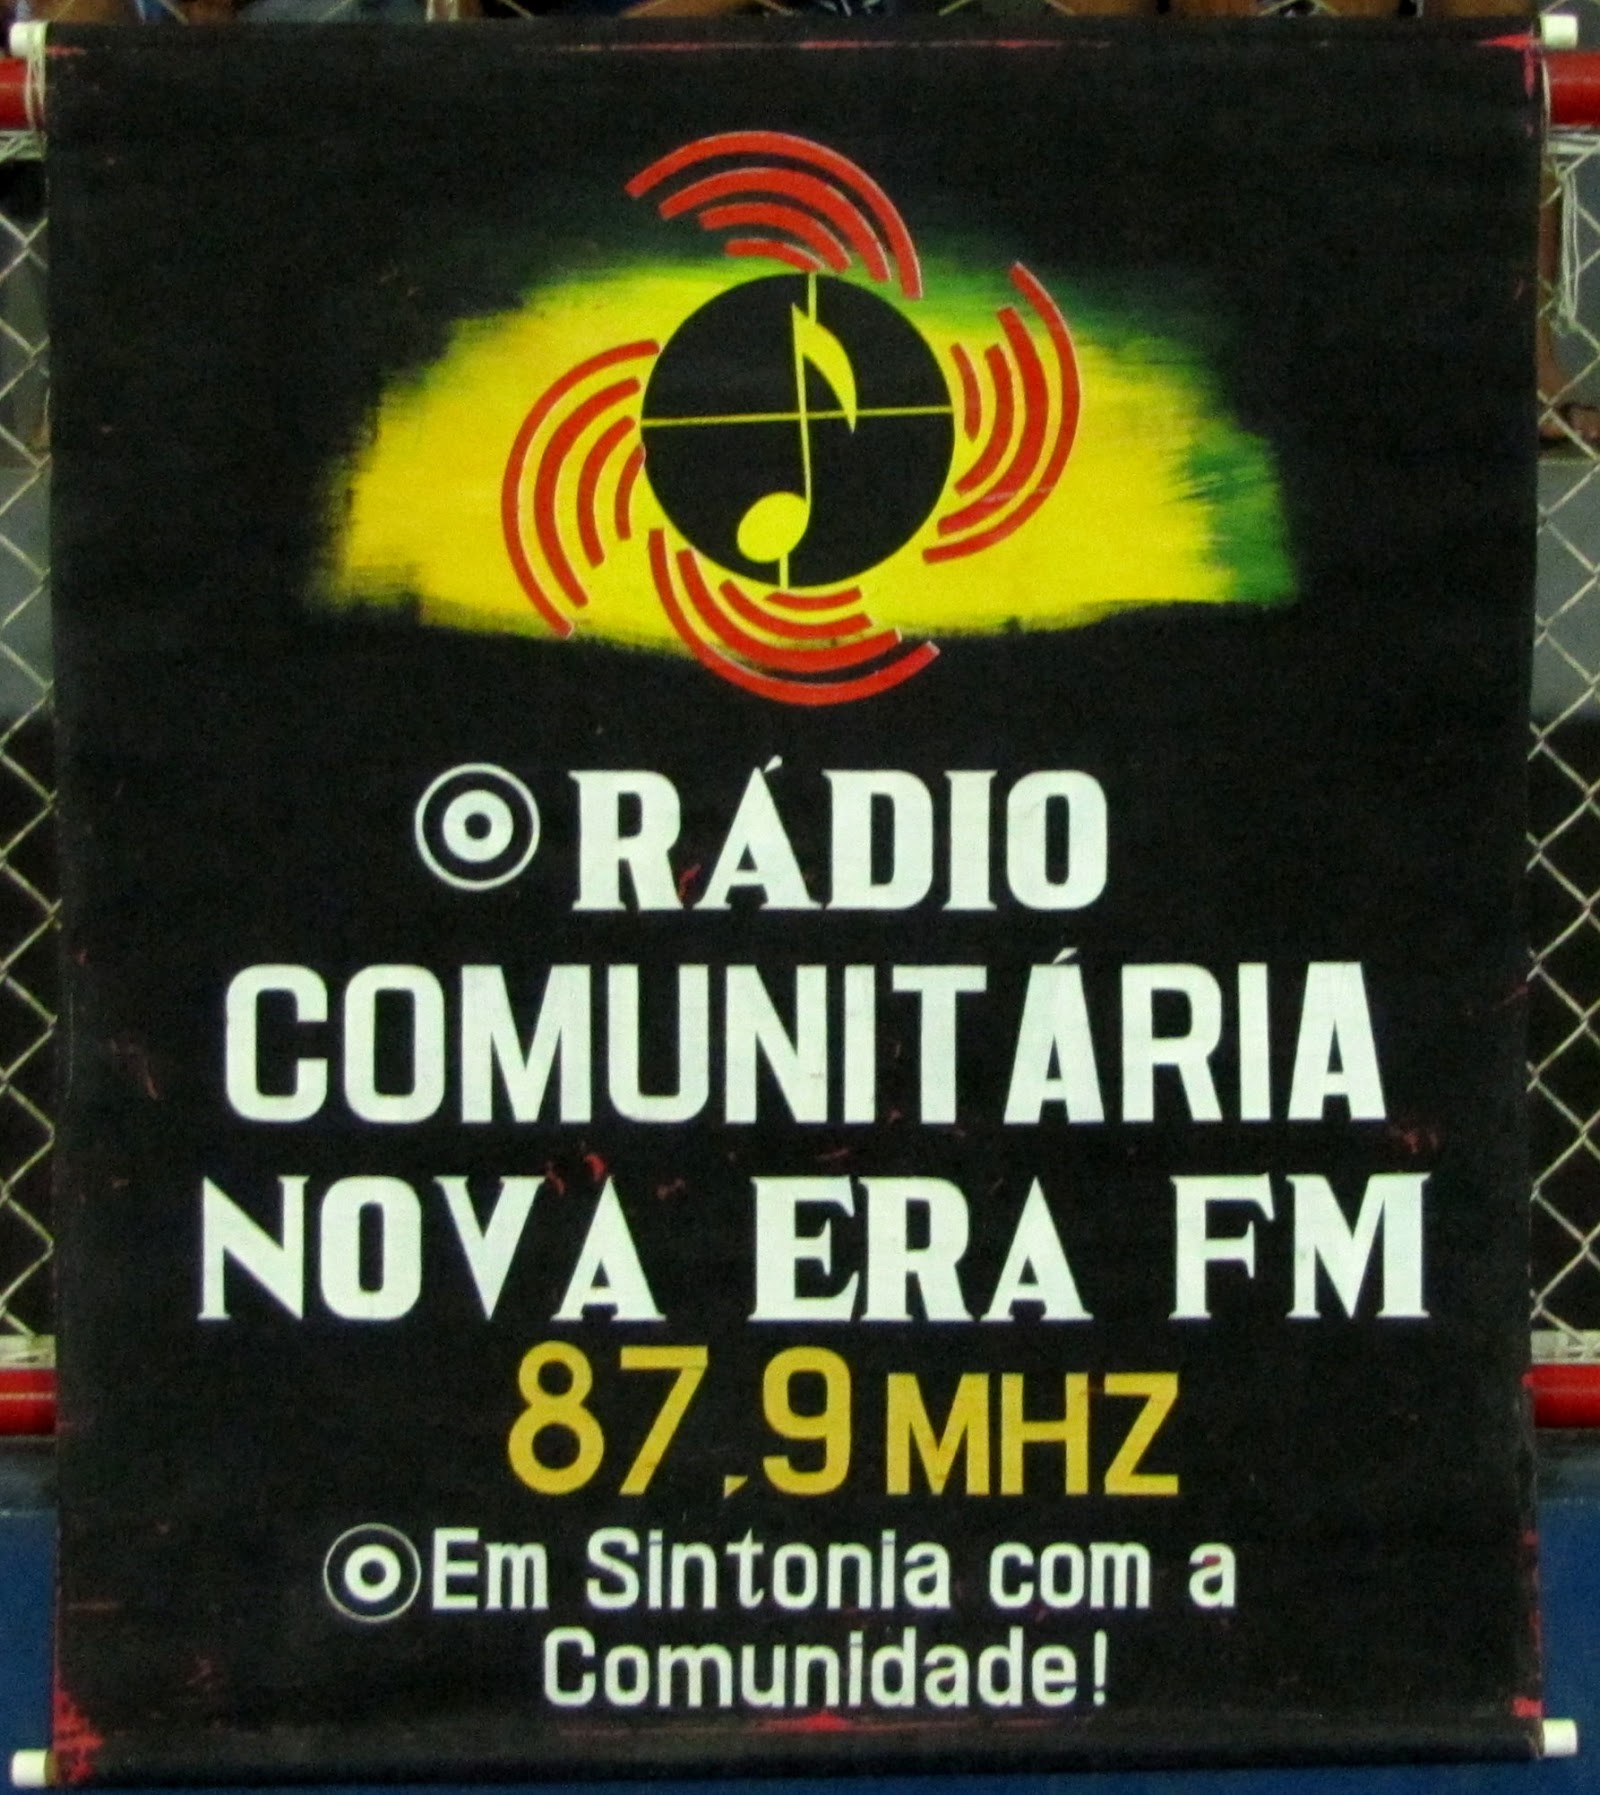 RÁDIO
COMUNITÁRIA
NOVA ERA FM
87,9 MHZ
Em Sintonia com a
Comunidade!